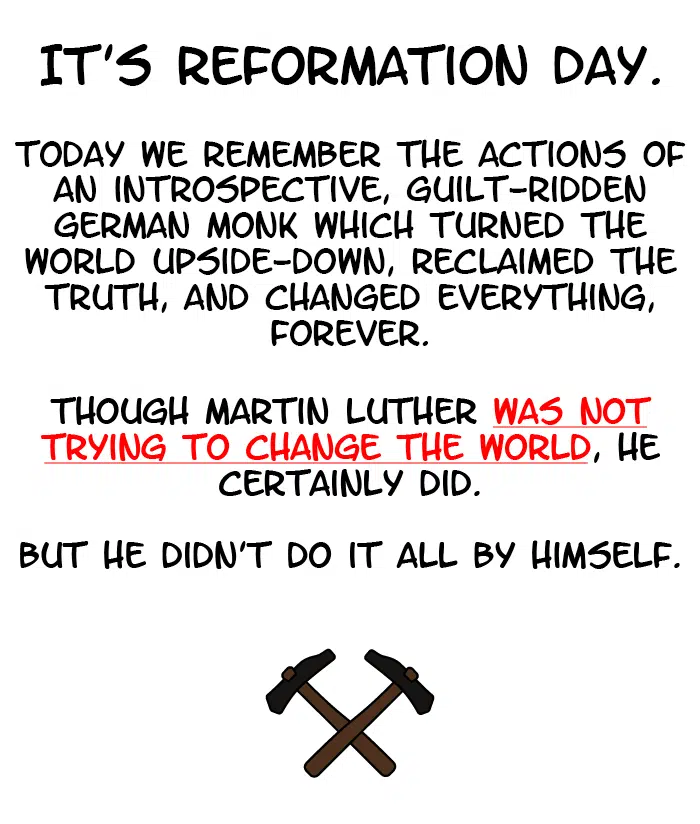 IT'S REFORMATION DAY.
TODAY WE REMEMBER THE ACTIONS OF
AN INTROSPECTIVE, GUILT-RIDDEN
GERMAN MONK WHICH TURNED THE
WORLD UPSIDE-DOWN, RECLAIMED THE
TRUTH, AND CHANGED EVERYTHING,
FOREVER.
THOUGH MARTIN LUTHER WAS NOT
TRYING TO CHANGE THE WORLD, HE
CERTAINLY DID.
BUT HE DIDN'T DO IT ALL BY HIMSELF.